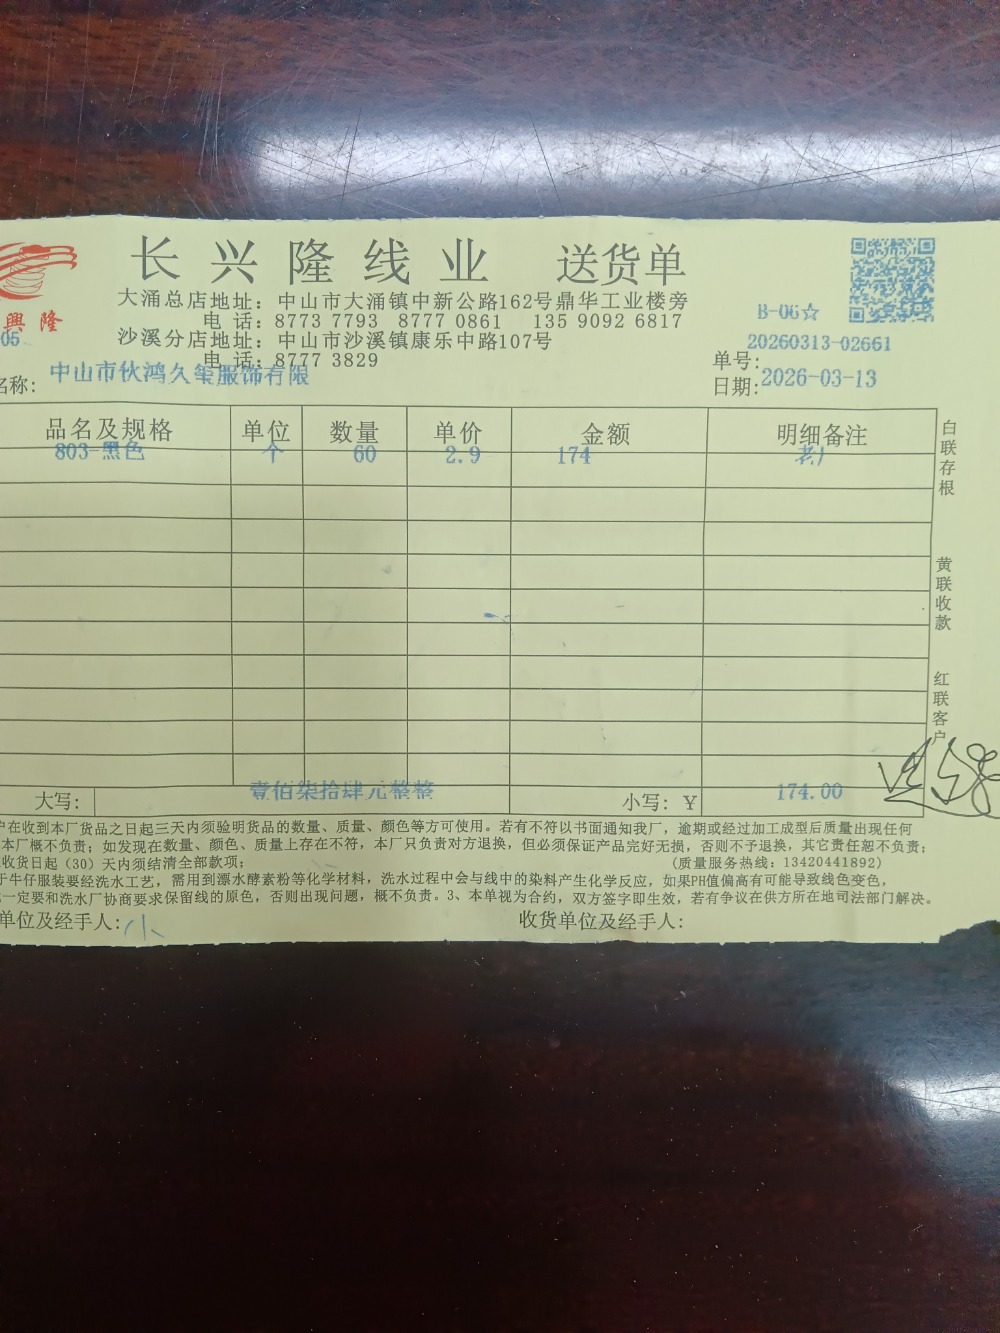 长兴隆线业 送货单
大涌总店地址：中山市大涌镇中新公路162号鼎华工业楼旁
电 话：8773 7793 8777 0861 135 9092 6817
沙溪分店地址：中山市沙溪镇康乐中路107号
电 话：8777 3829
興隆
05
B-06☆
单号：20260313-02661
日期：2026-03-13
名称：中山市伙鸿久玺服饰有限
品名及规格 单位 数量 单价 金额 明细备注
803-黑色 个 60 2.9 174
大写： 壹佰柒拾肆元整整 小写：￥ 174.00
白联存根
黄联收款
红联客户
户在收到本厂货品之日起三天内须验明货品的数量、质量、颜色等方可使用。若有不符以书面通知我厂，逾期或经过加工成型后质量出现任何
本厂概不负责；如发现在数量、颜色、质量上存在不符，本厂只负责对方退换，但必须保证产品完好无损，否则不予退换，其它责任恕不负责；
收货日起（30）天内须结清全部款项； （质量服务热线：13420441892）
于牛仔服装要经洗水工艺，需用到漂水酵素粉等化学材料，洗水过程中会与线中的染料产生化学反应，如果PH值偏高有可能导致线色变色，
一定要和洗水厂协商要求保留线的原色，否则出现问题，概不负责。3、本单视为合约，双方签字即生效，若有争议在供方所在地司法部门解决。
单位及经手人：小 收货单位及经手人：